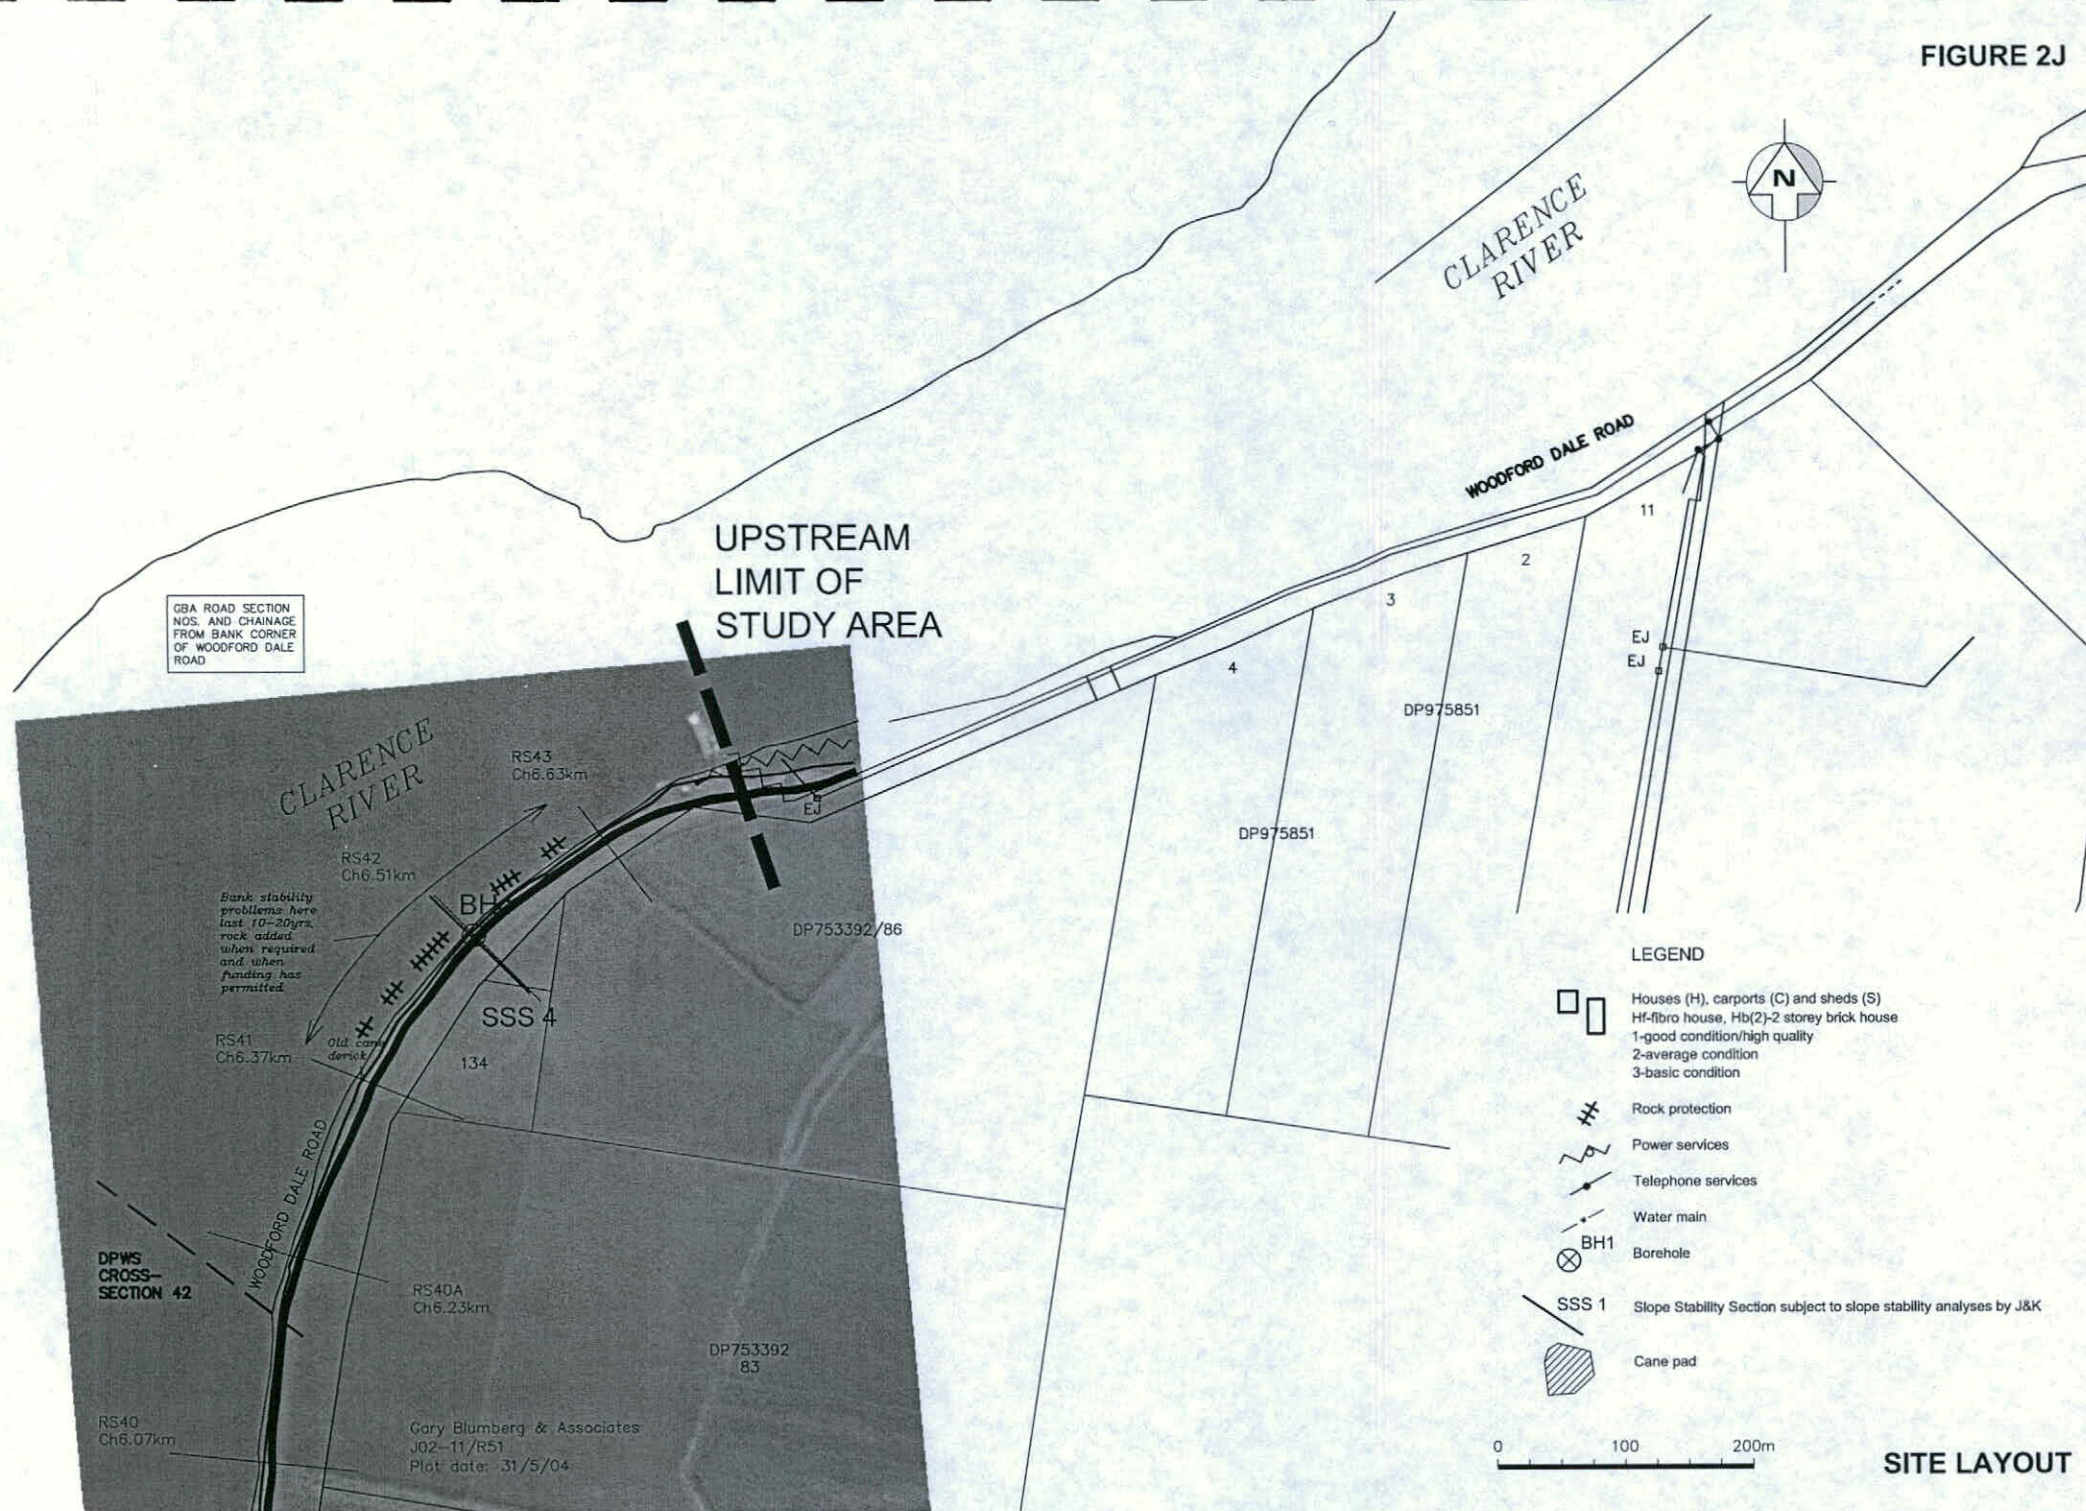 FIGURE 2J
N
CLARENCE
RIVER
WOODFORD DALE ROAD
11
2
3
4
EJ
EJ
DP975851
DP975851
UPSTREAM
LIMIT OF
STUDY AREA
GBA ROAD SECTION
NOS. AND CHAINAGE
FROM BANK CORNER
OF WOODFORD DALE
ROAD
CLARENCE
RIVER
RS43
Ch6.63km
EJ
RS42
Ch6.51km
BH
Bank stability
probllems here
last 10-20yrs,
rock added
when required
and when
funding has
permitted
DP753392/86
SSS 4
RS41
Ch6.37km
Old cane
derick
134
WOODFORD DALE ROAD
DPWS
CROSS-
SECTION 42
RS40A
Ch6.23km
DP753392
83
RS40
Ch6.07km
Gary Blumberg & Associates
J02-11/R51
Plot date: 31/5/04
LEGEND
Houses (H), carports (C) and sheds (S)
Hf-fibro house, Hb(2)-2 storey brick house
1-good condition/high quality
2-average condition
3-basic condition
Rock protection
Power services
Telephone services
Water main
BH1
Borehole
SSS 1
Slope Stability Section subject to slope stability analyses by J&K
Cane pad
0 100 200m
SITE LAYOUT